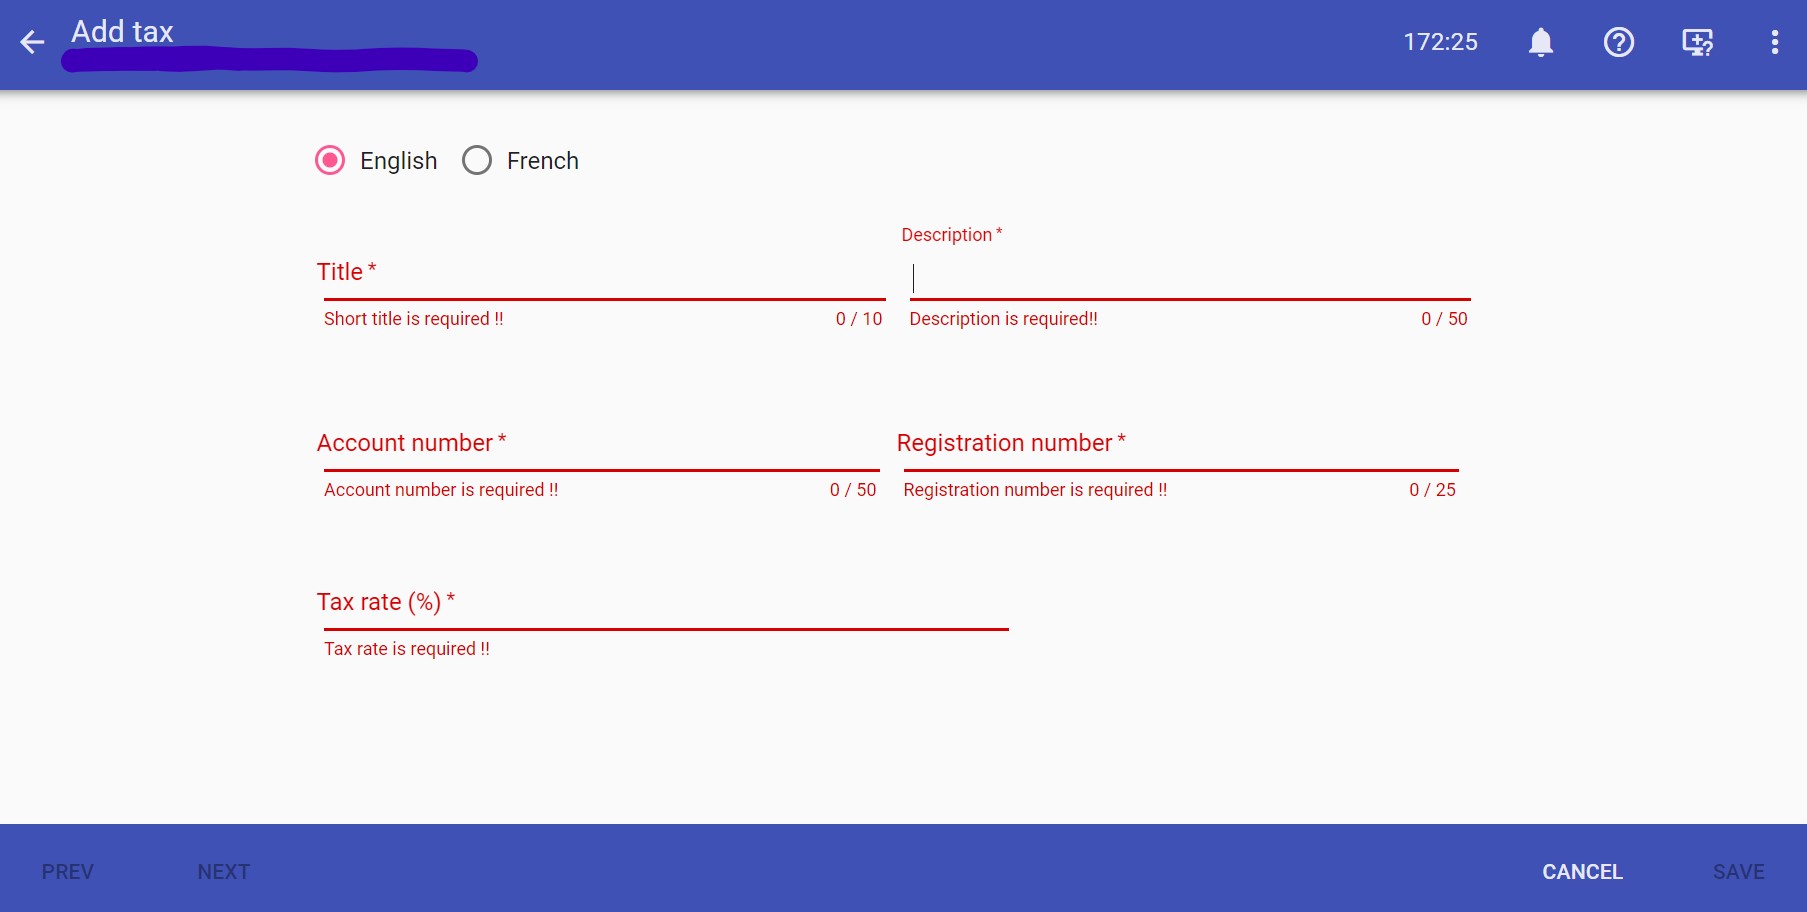 Add tax
172:25
English French
Description *
Title *
Short title is required !! 0 / 10 Description is required!! 0 / 50
Account number * Registration number *
Account number is required !! 0 / 50 Registration number is required !! 0 / 25
Tax rate (%) *
Tax rate is required !!
PREV NEXT CANCEL SAVE